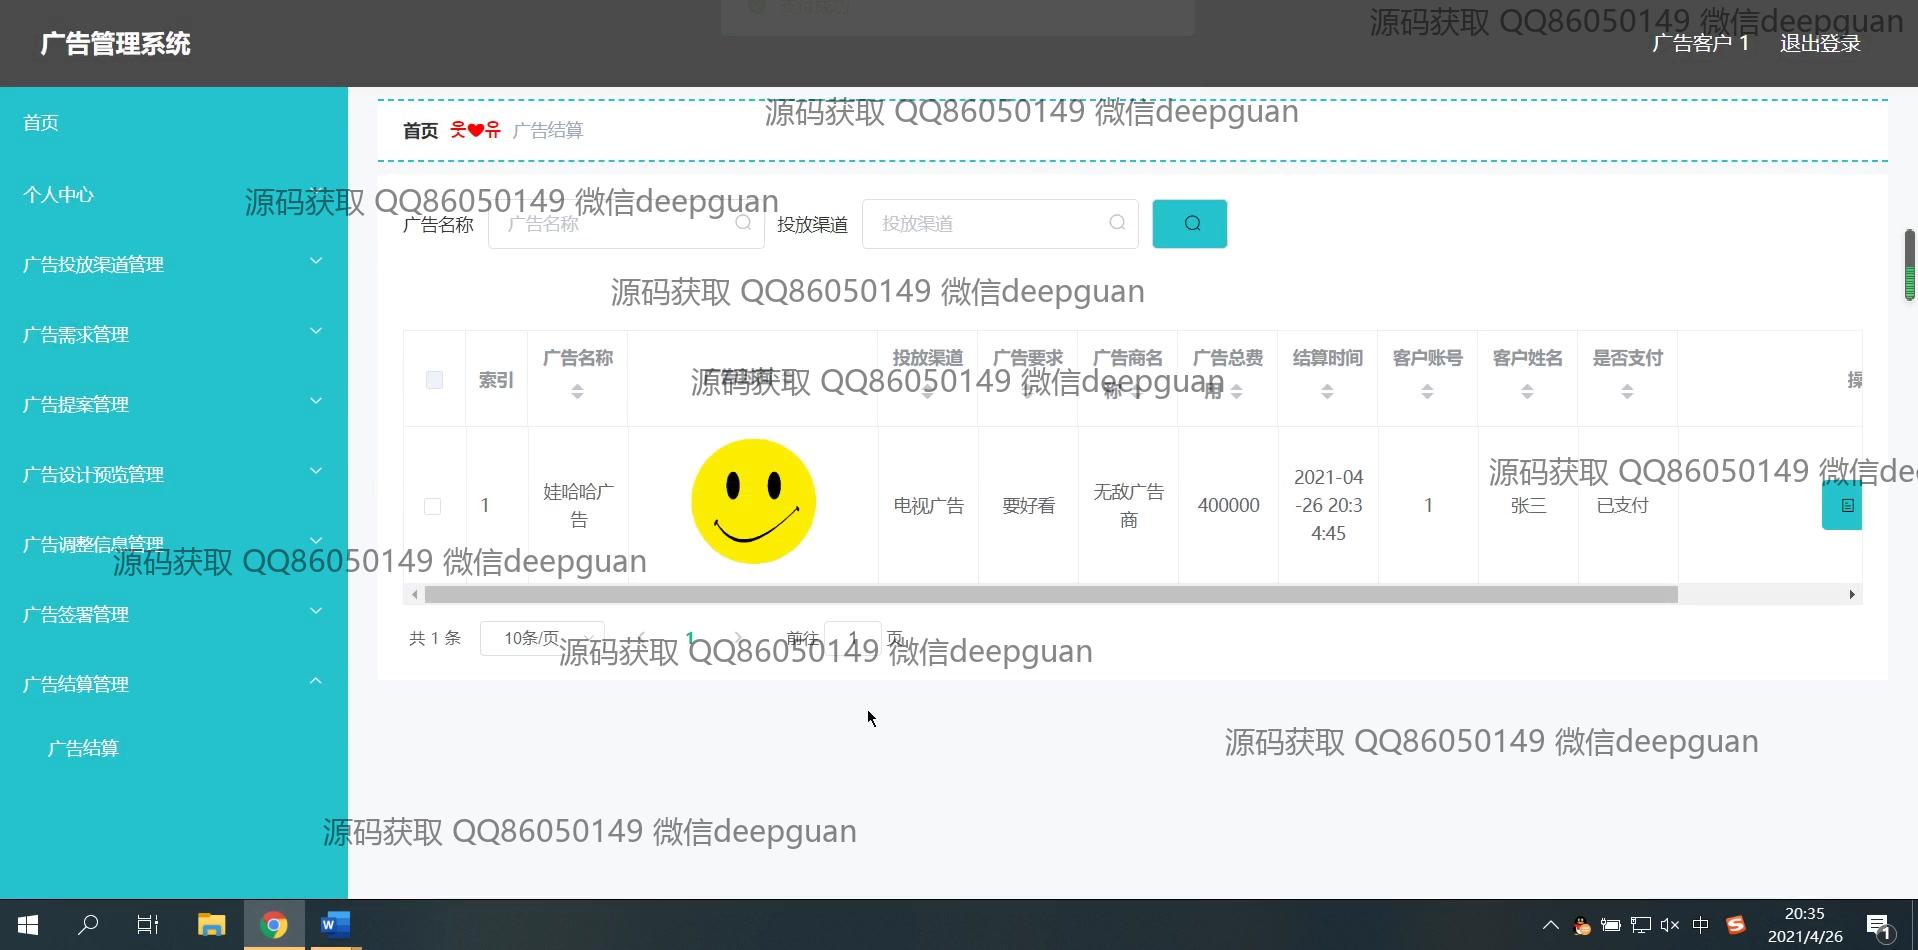 支付成功
源码获取 QQ86050149 微信deepguan
广告管理系统
广告客户 1 退出登录
首页
个人中心
广告投放渠道管理
广告需求管理
广告提案管理
广告设计预览管理
广告调整信息管理
广告签署管理
广告结算管理
广告结算
源码获取 QQ86050149 微信deepguan
首页 广告结算
源码获取 QQ86050149 微信deepguan
广告名称 广告名称 投放渠道 投放渠道
源码获取 QQ86050149 微信deepguan
索引 广告名称 投放渠道 广告要求 广告商名称 广告总费用 结算时间 客户账号 客户姓名 是否支付 操
源码获取 QQ86050149 微信deepguan
源码获取 QQ86050149 微信dee
1 娃哈哈广告 电视广告 要好看 无敌广告商 400000 2021-04-26 20:34:45 1 张三 已支付
源码获取 QQ86050149 微信deepguan
共 1 条 10条/页 1 前往 1 页
源码获取 QQ86050149 微信deepguan
源码获取 QQ86050149 微信deepguan
源码获取 QQ86050149 微信deepguan
W
中
S
20:35
2021/4/26
1